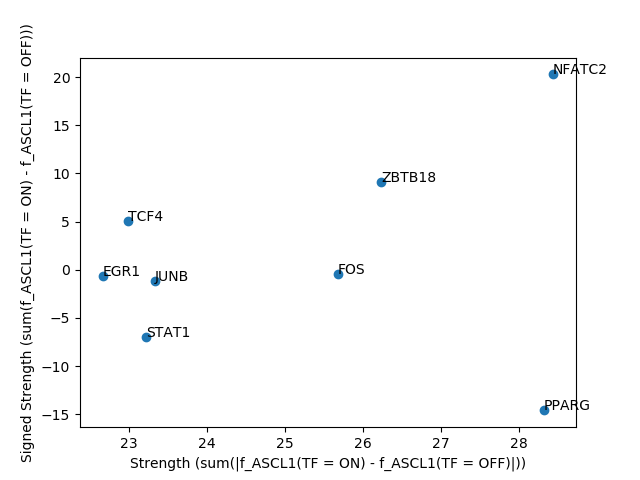 Signed Strength (sum(f_ASCL1(TF = ON) - f_ASCL1(TF = OFF)))
20
15
10
5
0
−5
−10
−15
NFATC2
ZBTB18
TCF4
EGR1
JUNB
FOS
STAT1
PPARG
23 24 25 26 27 28
Strength (sum(|f_ASCL1(TF = ON) - f_ASCL1(TF = OFF)|))